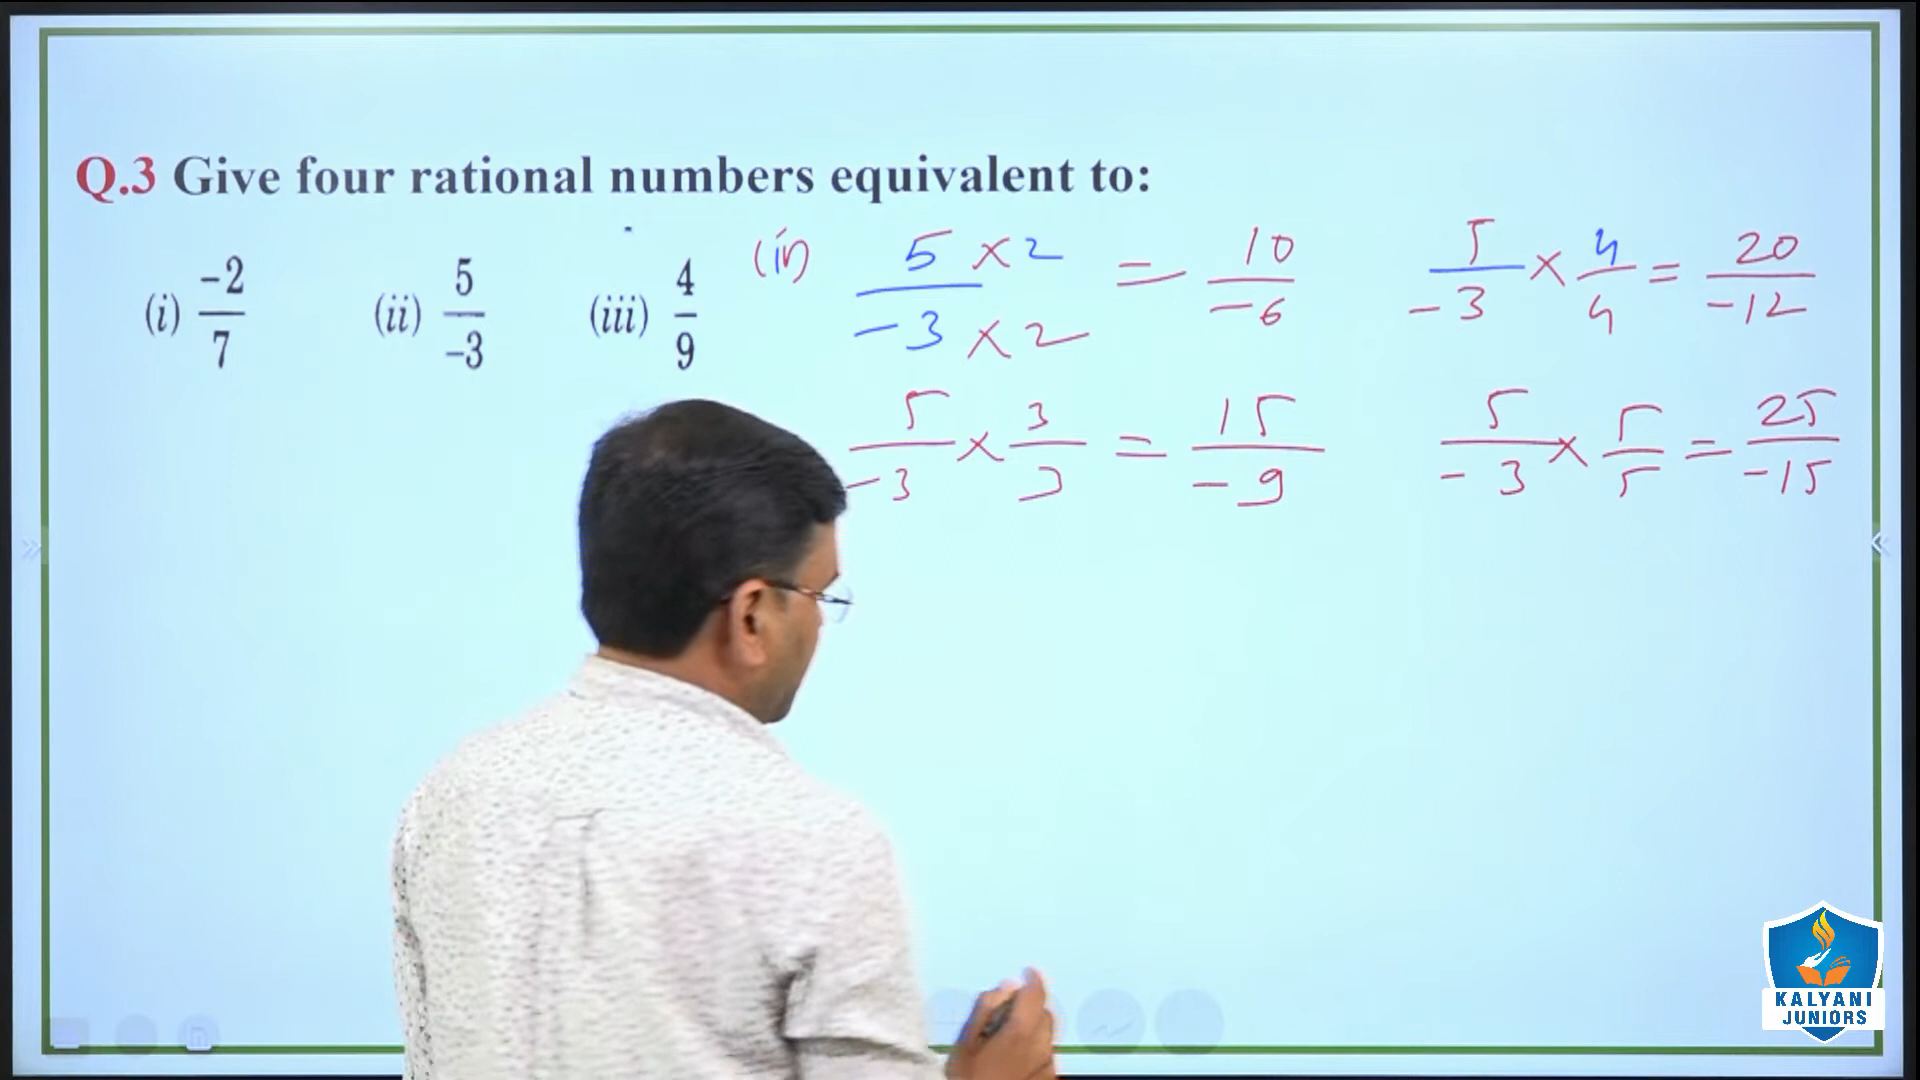 Q.3 Give four rational numbers equivalent to:
(i) -2/7 (ii) 5/-3 (iii) 4/9
(ii) 5 × 2 / -3 × 2 = 10/-6
5/-3 × 4/4 = 20/-12
5/-3 × 3/3 = 15/-9
5/-3 × 5/5 = 25/-15
KALYANI
JUNIORS